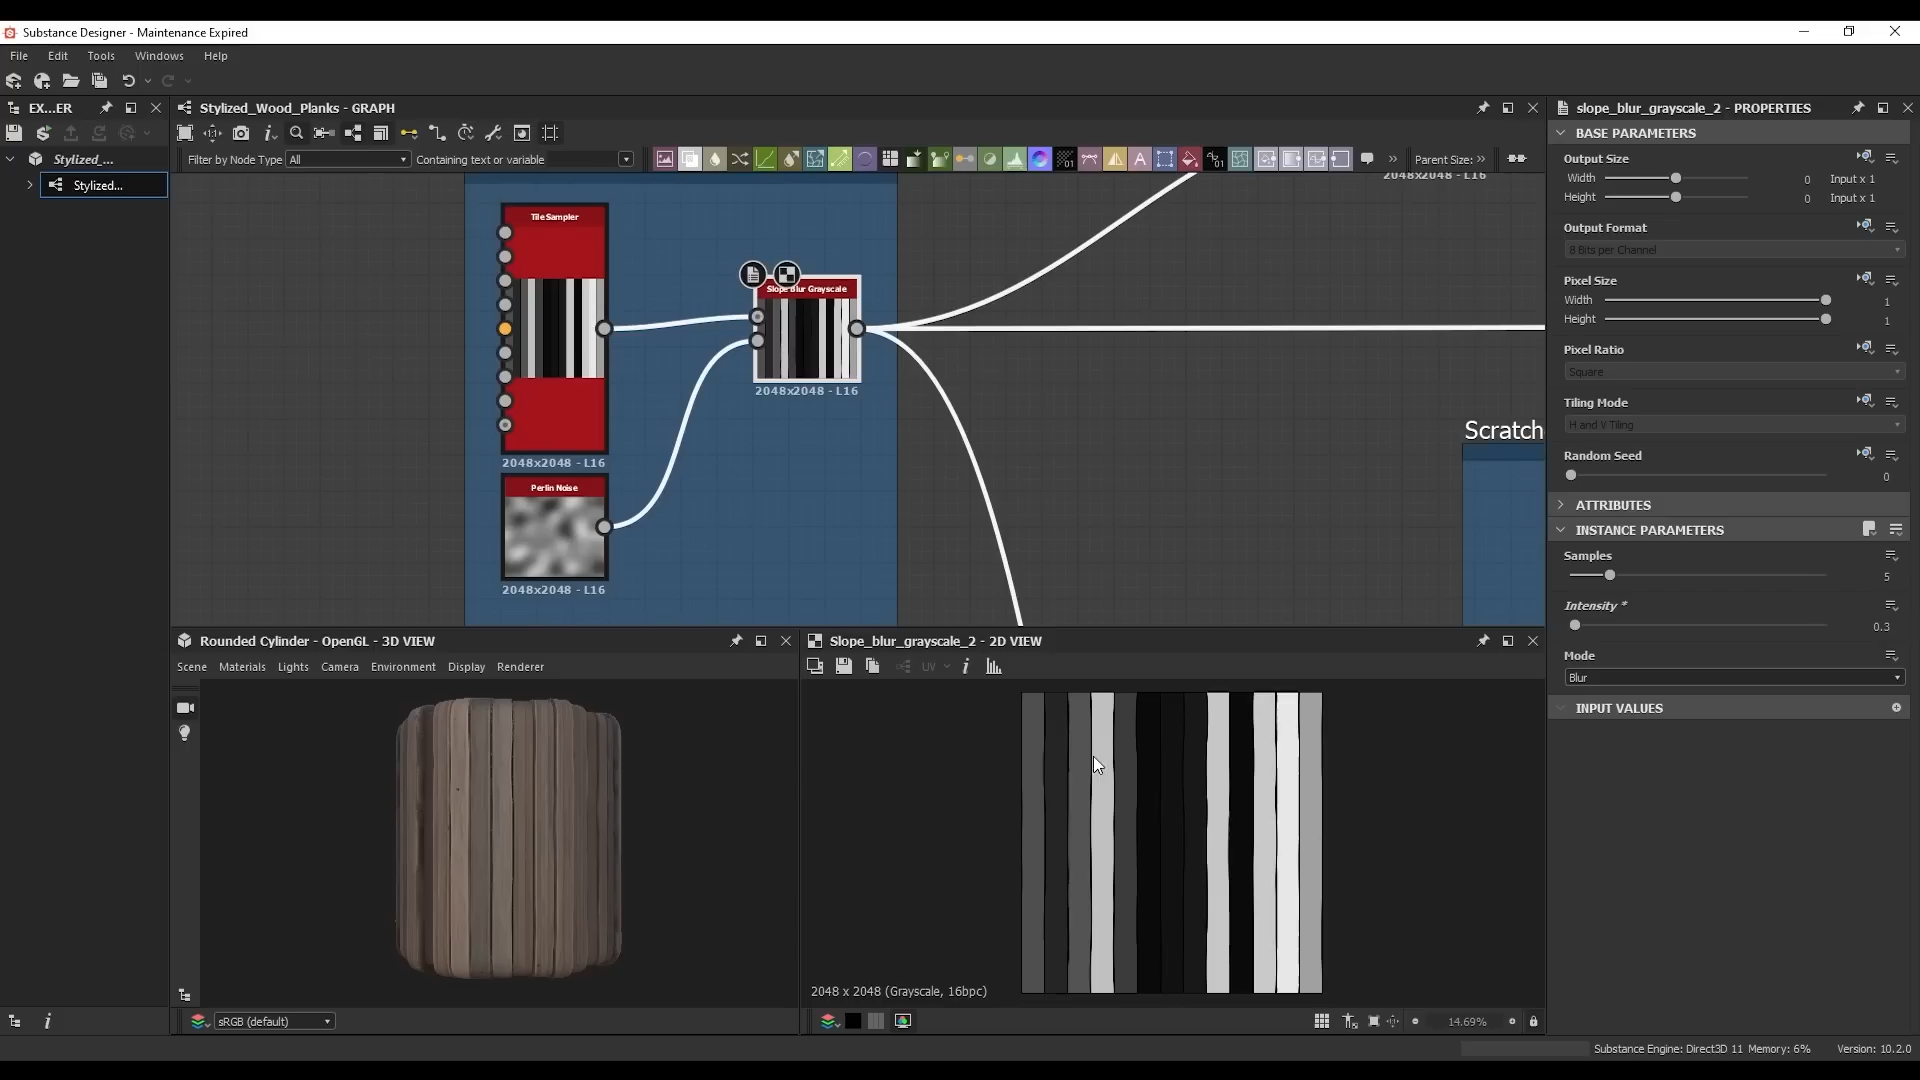 Substance Designer - Maintenance Expired
File Edit Tools Windows Help
EX...ER
Stylized_Wood_Planks - GRAPH
slope_blur_grayscale_2 - PROPERTIES
Filter by Node Type All Containing text or variable
Parent Size: »
Stylized_...
Stylized...
2048x2048 - L16
Tile Sampler
2048x2048 - L16
Slope Blur Grayscale
2048x2048 - L16
Perlin Noise
2048x2048 - L16
Scratch
BASE PARAMETERS
Output Size
Width 0 Input x 1
Height 0 Input x 1
Output Format
8 Bits per Channel
Pixel Size
Width 1
Height 1
Pixel Ratio
Square
Tiling Mode
H and V Tiling
Random Seed
0
ATTRIBUTES
INSTANCE PARAMETERS
Samples
5
Intensity *
0.3
Mode
Blur
INPUT VALUES
Rounded Cylinder - OpenGL - 3D VIEW
Scene Materials Lights Camera Environment Display Renderer
sRGB (default)
Slope_blur_grayscale_2 - 2D VIEW
UV
2048 x 2048 (Grayscale, 16bpc)
14.69%
Substance Engine: Direct3D 11 Memory: 6% Version: 10.2.0